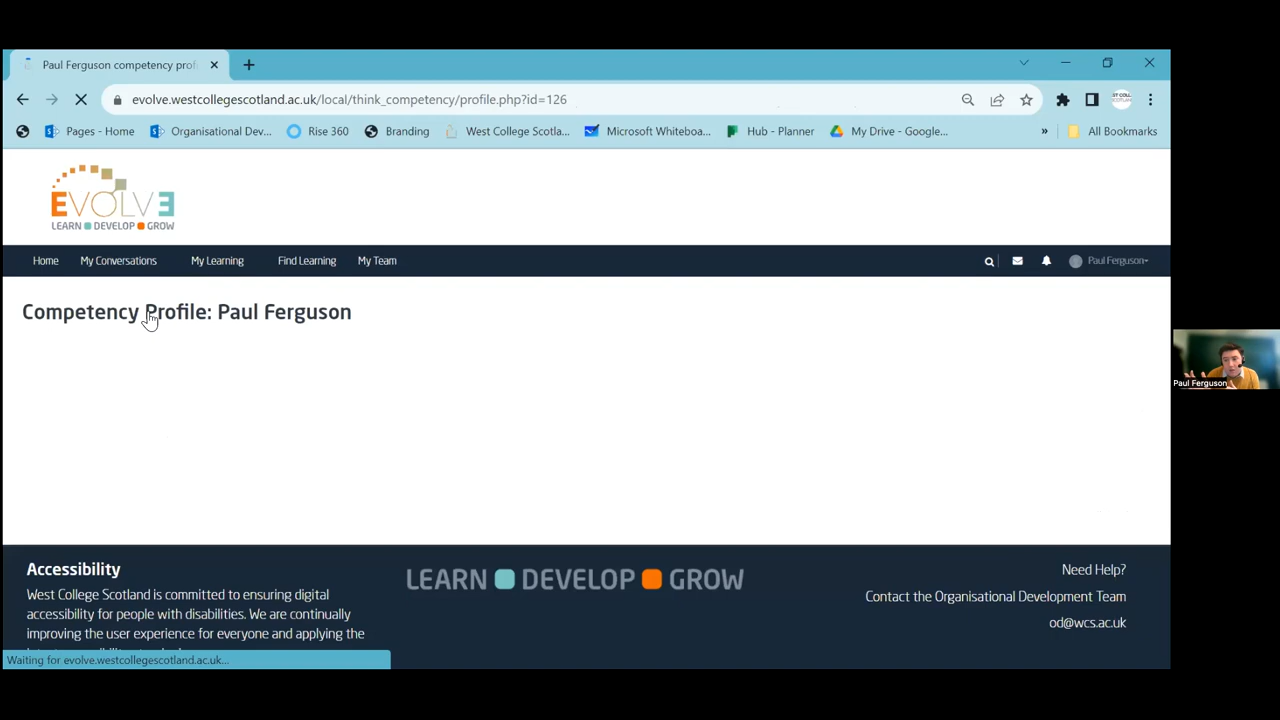 Paul Ferguson competency prof
evolve.westcollegescotland.ac.uk/local/think_competency/profile.php?id=126
Pages - Home
Organisational Dev...
Rise 360
Branding
West College Scotla...
Microsoft Whiteboa...
Hub - Planner
My Drive - Google...
»
All Bookmarks
EVOLVE
LEARN DEVELOP GROW
Home
My Conversations
My Learning
Find Learning
My Team
Paul Ferguson
Competency Profile: Paul Ferguson
Paul Ferguson
Accessibility
West College Scotland is committed to ensuring digital
accessibility for people with disabilities. We are continually
improving the user experience for everyone and applying the
LEARN DEVELOP GROW
Need Help?
Contact the Organisational Development Team
od@wcs.ac.uk
Waiting for evolve.westcollegescotland.ac.uk...